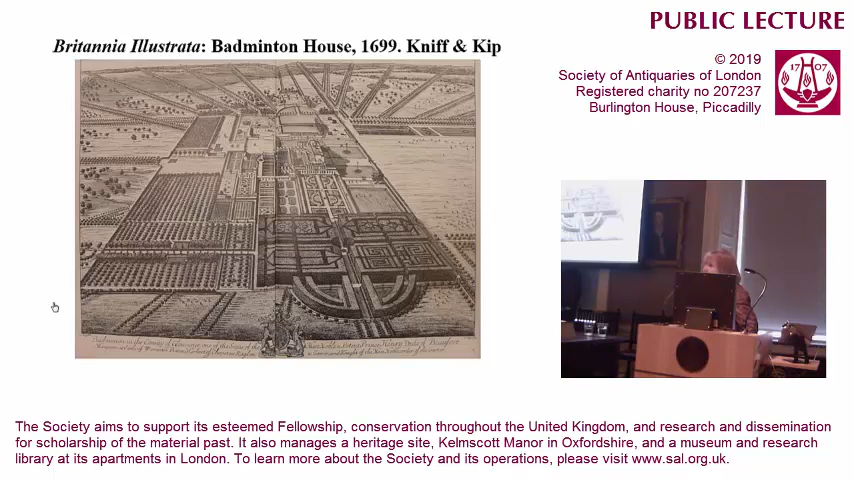 Britannia Illustrata: Badminton House, 1699. Kniff & Kip
PUBLIC LECTURE
© 2019
Society of Antiquaries of London
Registered charity no 207237
Burlington House, Piccadilly
17 07
Henry Duke of Beaufort
The Society aims to support its esteemed Fellowship, conservation throughout the United Kingdom, and research and dissemination
for scholarship of the material past. It also manages a heritage site, Kelmscott Manor in Oxfordshire, and a museum and research
library at its apartments in London. To learn more about the Society and its operations, please visit www.sal.org.uk.